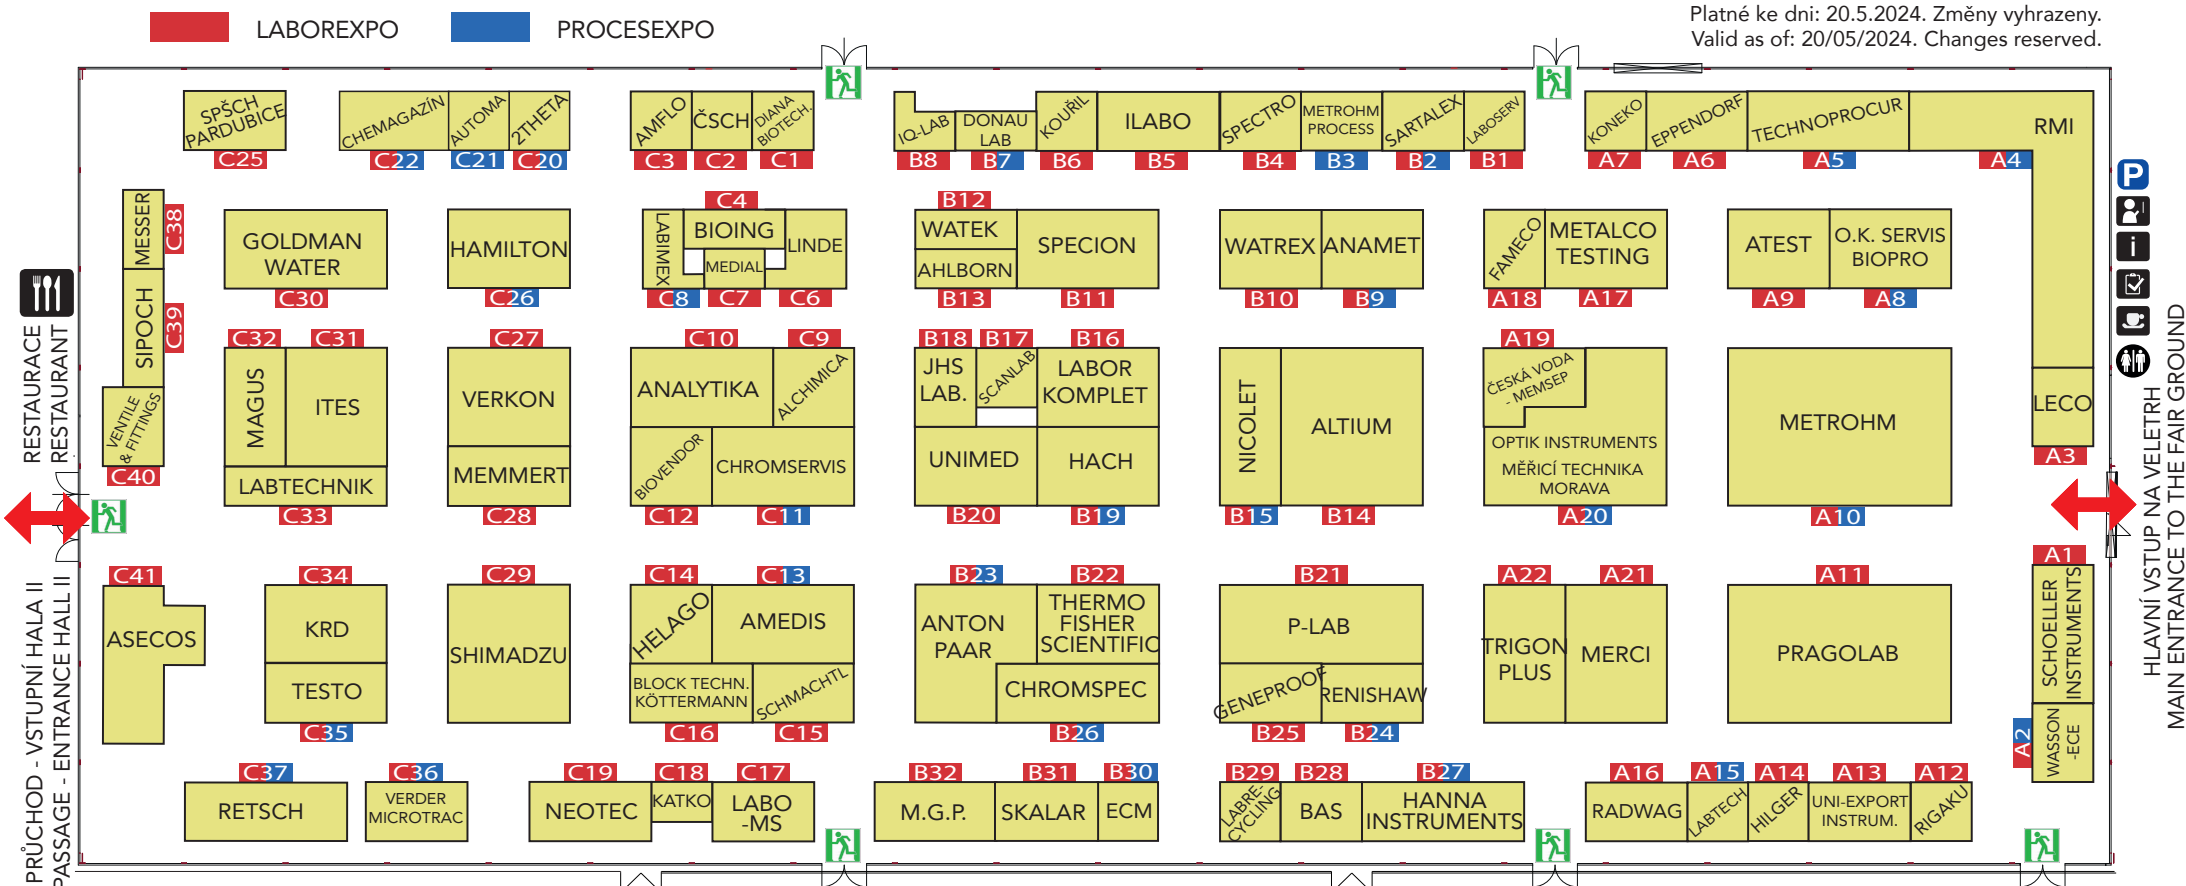 LABOREXPO
PROCESEXPO
Platné ke dni: 20.5.2024. Změny vyhrazeny.
Valid as of: 20/05/2024. Changes reserved.
SPŠCH
PARDUBICE
C25
CHEMAGAZÍN
C22
AUTOMA
C21
2THETA
C20
AMFLO
C3
ČSCH
C2
DIANA
BIOTECH.
C1
IQ-LAB
B8
DONAU
LAB
B7
KOUŘIL
B6
ILABO
B5
SPECTRO
B4
METROHM
PROCESS
B3
SARTALEX
B2
LABOSERV
B1
KONEKO
A7
EPPENDORF
A6
TECHNOPROCUR
A5
RMI
A4
P
i
MESSER
C38
SIPOCH
C39
VENTILE
& FITTINGS
C40
GOLDMAN
WATER
C30
HAMILTON
C26
C4
LABIMEX
BIOING
MEDIAL
LINDE
C8
C7
C6
B12
WATEK
AHLBORN
B13
SPECION
B11
WATREX
B10
ANAMET
B9
FAMECO
A18
METALCO
TESTING
A17
ATEST
A9
O.K. SERVIS
BIOPRO
A8
RESTAURACE
RESTAURANT
C32
C31
MAGUS
ITES
LABTECHNIK
C33
C27
VERKON
MEMMERT
C28
C10
C9
ANALYTIKA
ALCHIMICA
BIOVENDOR
CHROMSERVIS
C12
C11
B18
B17
B16
JHS
LAB.
SCANLAB
LABOR
KOMPLET
UNIMED
HACH
B20
B19
NICOLET
ALTIUM
B15
B14
A19
ČESKÁ VODA
- MEMSEP
OPTIK INSTRUMENTS
MĚŘICÍ TECHNIKA
MORAVA
A20
METROHM
A10
LECO
A3
HLAVNÍ VSTUP NA VELETRH
MAIN ENTRANCE TO THE FAIR GROUND
PRŮCHOD - VSTUPNÍ HALA II
PASSAGE - ENTRANCE HALL II
C41
ASECOS
C34
KRD
TESTO
C35
C29
SHIMADZU
C14
C13
HELAGO
AMEDIS
BLOCK TECHN.
KÖTTERMANN
SCHMACHTL
C16
C15
B23
B22
ANTON
PAAR
THERMO
FISHER
SCIENTIFIC
CHROMSPEC
B26
B21
P-LAB
GENEPROOF
RENISHAW
B25
B24
A22
A21
TRIGON
PLUS
MERCI
A11
PRAGOLAB
A1
SCHOELLER
INSTRUMENTS
A2
WASSON
-ECE
C37
RETSCH
C36
VERDER
MICROTRAC
C19
NEOTEC
C18
KATKO
C17
LABO
-MS
B32
M.G.P.
B31
SKALAR
B30
ECM
B29
LABRE-
CYCLING
B28
BAS
B27
HANNA
INSTRUMENTS
A16
RADWAG
A15
LABTECH
A14
HILGER
A13
UNI-EXPORT
INSTRUM.
A12
RIGAKU